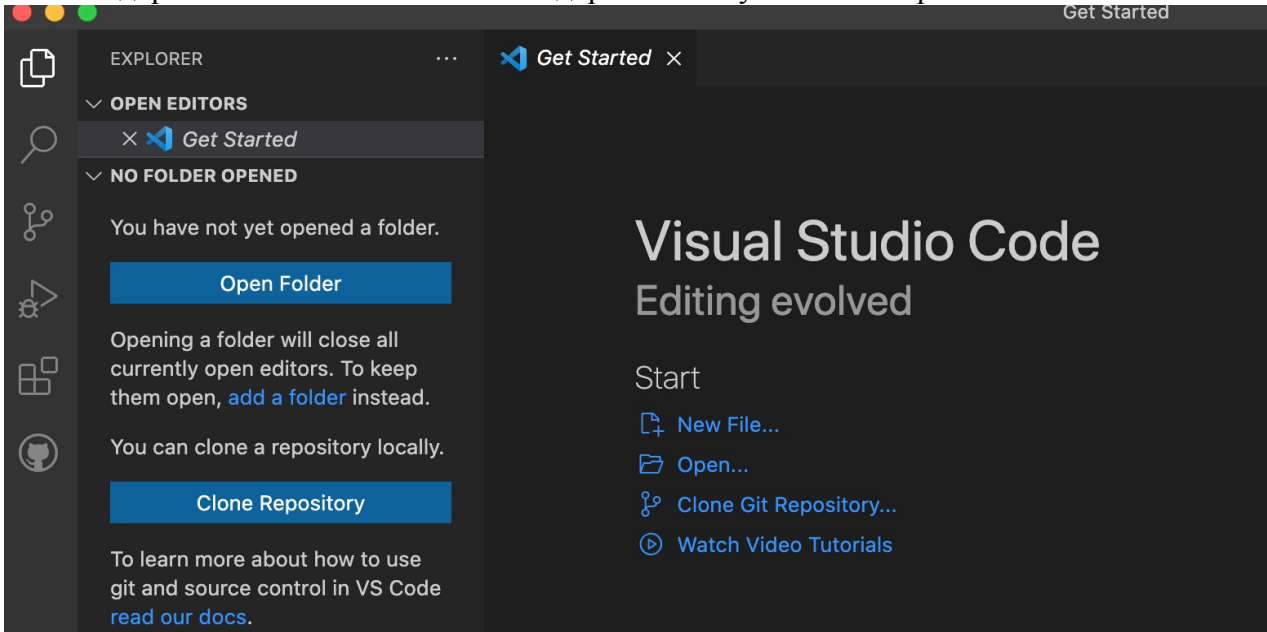 Get Started
EXPLORER
Get Started
OPEN EDITORS
Get Started
NO FOLDER OPENED
You have not yet opened a folder.
Open Folder
Opening a folder will close all
currently open editors. To keep
them open, add a folder instead.
You can clone a repository locally.
Clone Repository
To learn more about how to use
git and source control in VS Code
read our docs.
Visual Studio Code
Editing evolved
Start
New File...
Open...
Clone Git Repository...
Watch Video Tutorials